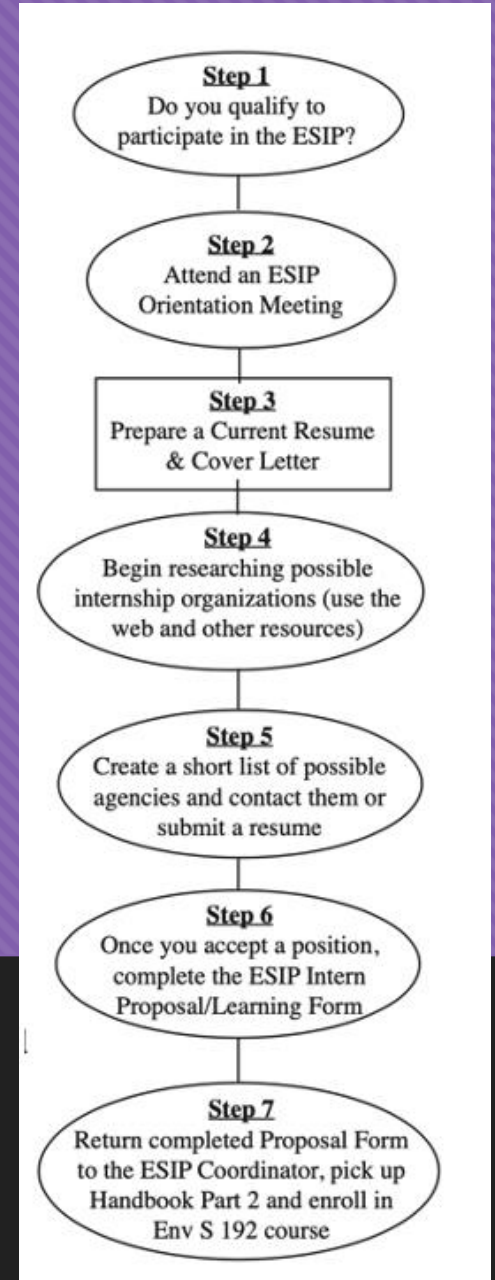 Step 1
Do you qualify to
participate in the ESIP?
Step 2
Attend an ESIP
Orientation Meeting
Step 3
Prepare a Current Resume
& Cover Letter
Step 4
Begin researching possible
internship organizations (use the
web and other resources)
Step 5
Create a short list of possible
agencies and contact them or
submit a resume
Step 6
Once you accept a position,
complete the ESIP Intern
Proposal/Learning Form
Step 7
Return completed Proposal Form
to the ESIP Coordinator, pick up
Handbook Part 2 and enroll in
Env S 192 course